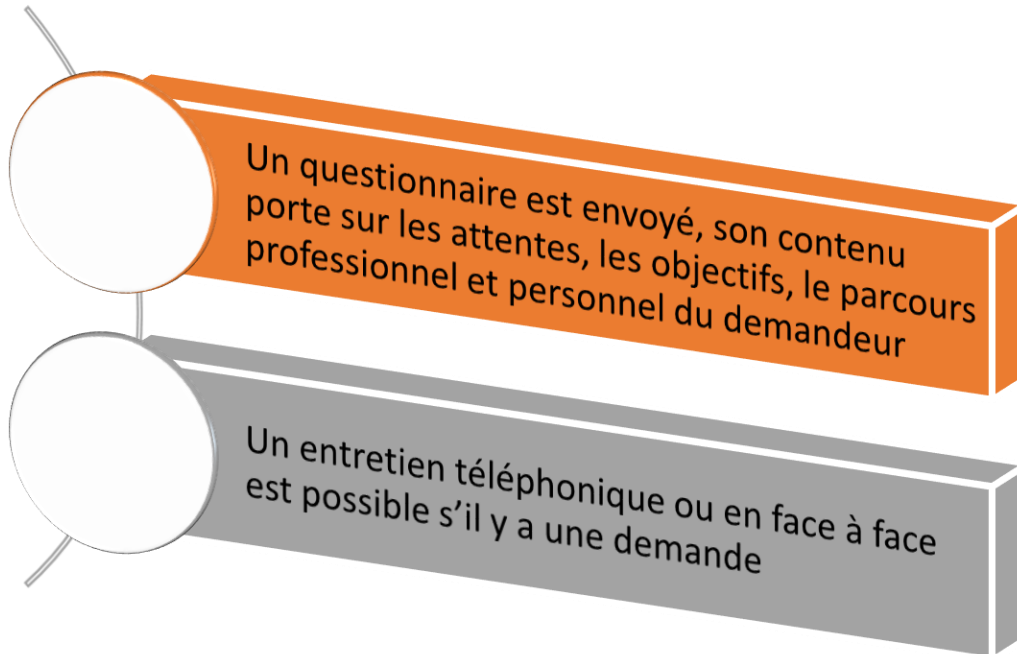 Un questionnaire est envoyé, son contenu
porte sur les attentes, les objectifs, le parcours
professionnel et personnel du demandeur
Un entretien téléphonique ou en face à face
est possible s’il y a une demande